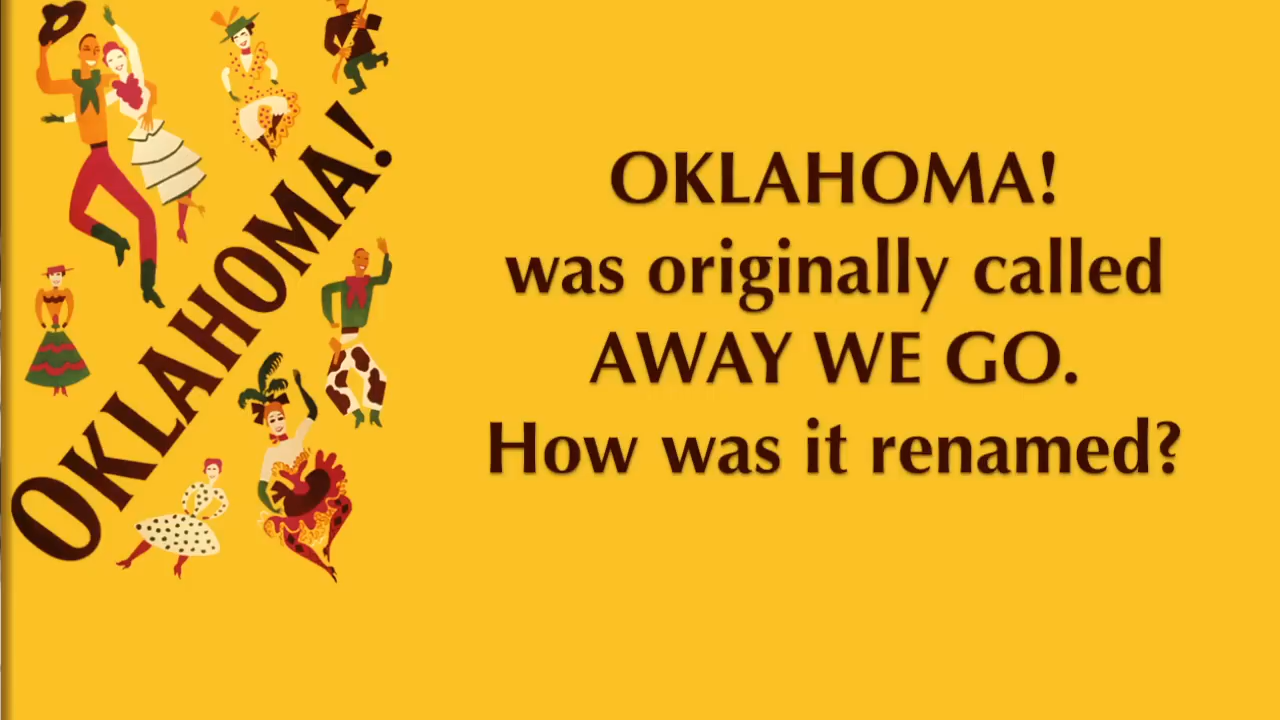 OKLAHOMA!
OKLAHOMA!
was originally called
AWAY WE GO.
How was it renamed?